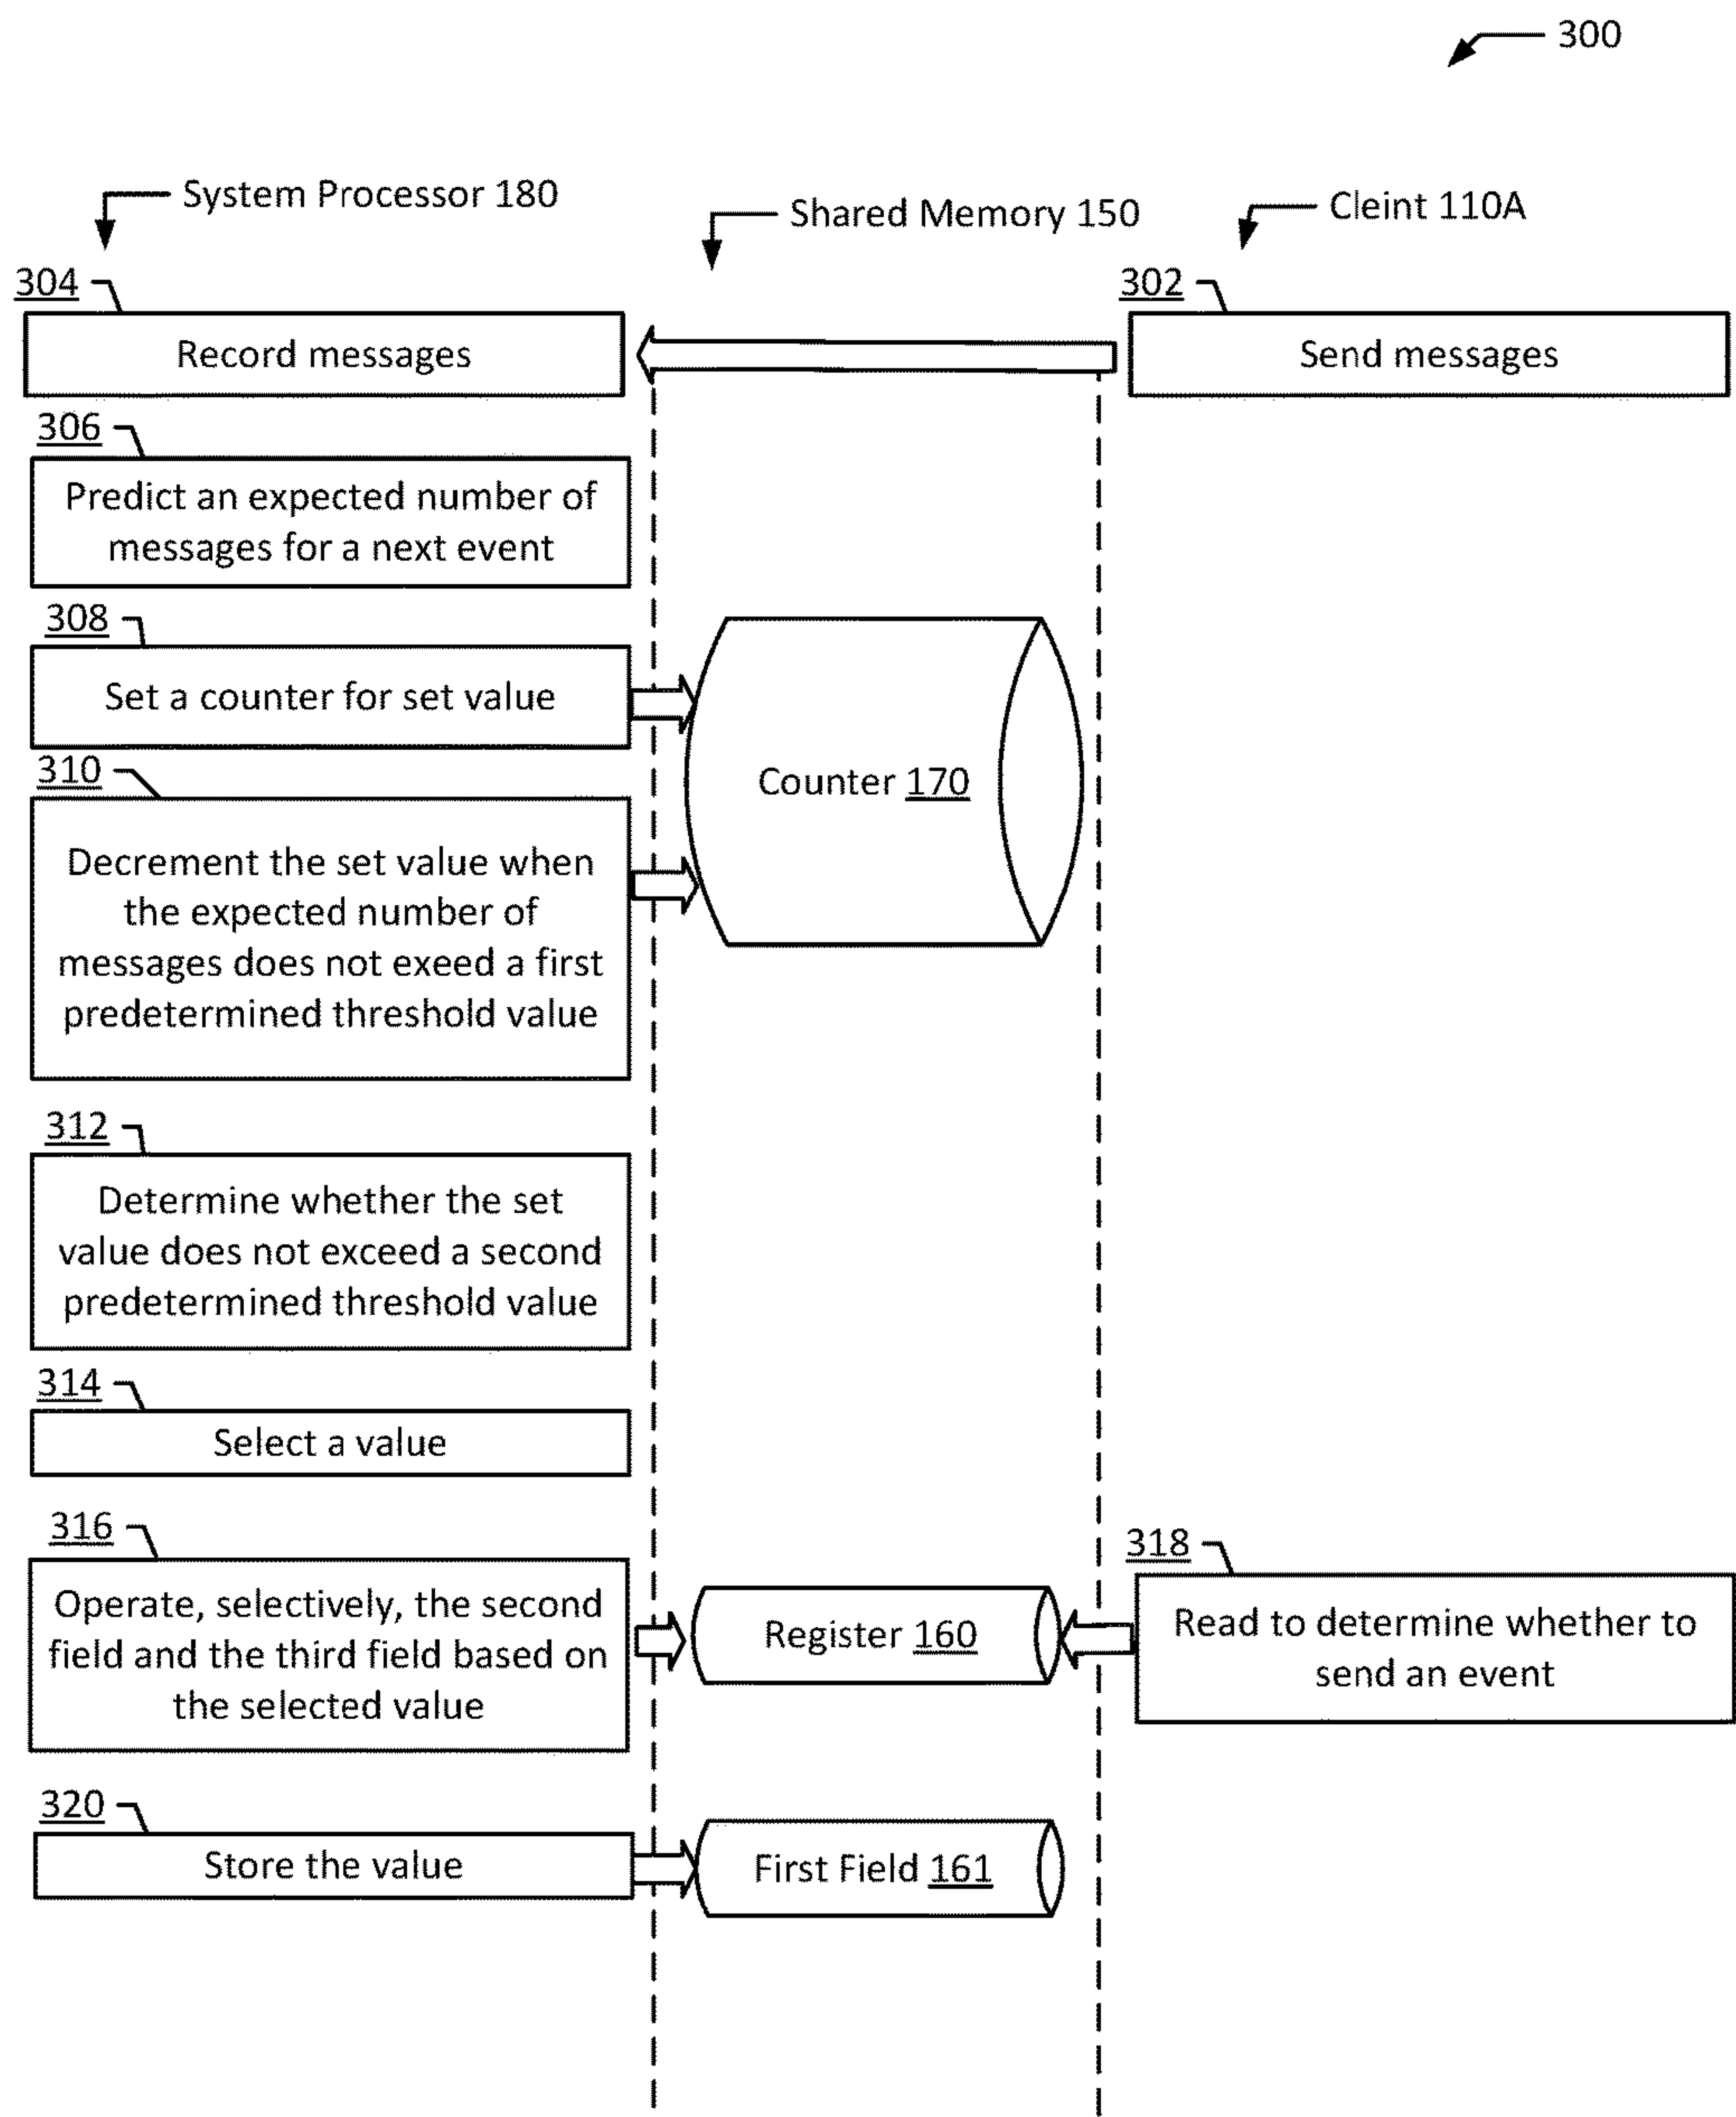 300
System Processor 180
Shared Memory 150
Cleint 110A
304
Record messages
302
Send messages
306
Predict an expected number of
messages for a next event
308
Set a counter for set value
Counter 170
310
Decrement the set value when
the expected number of
messages does not exeed a first
predetermined threshold value
312
Determine whether the set
value does not exceed a second
predetermined threshold value
314
Select a value
316
Operate, selectively, the second
field and the third field based on
the selected value
Register 160
318
Read to determine whether to
send an event
320
Store the value
First Field 161